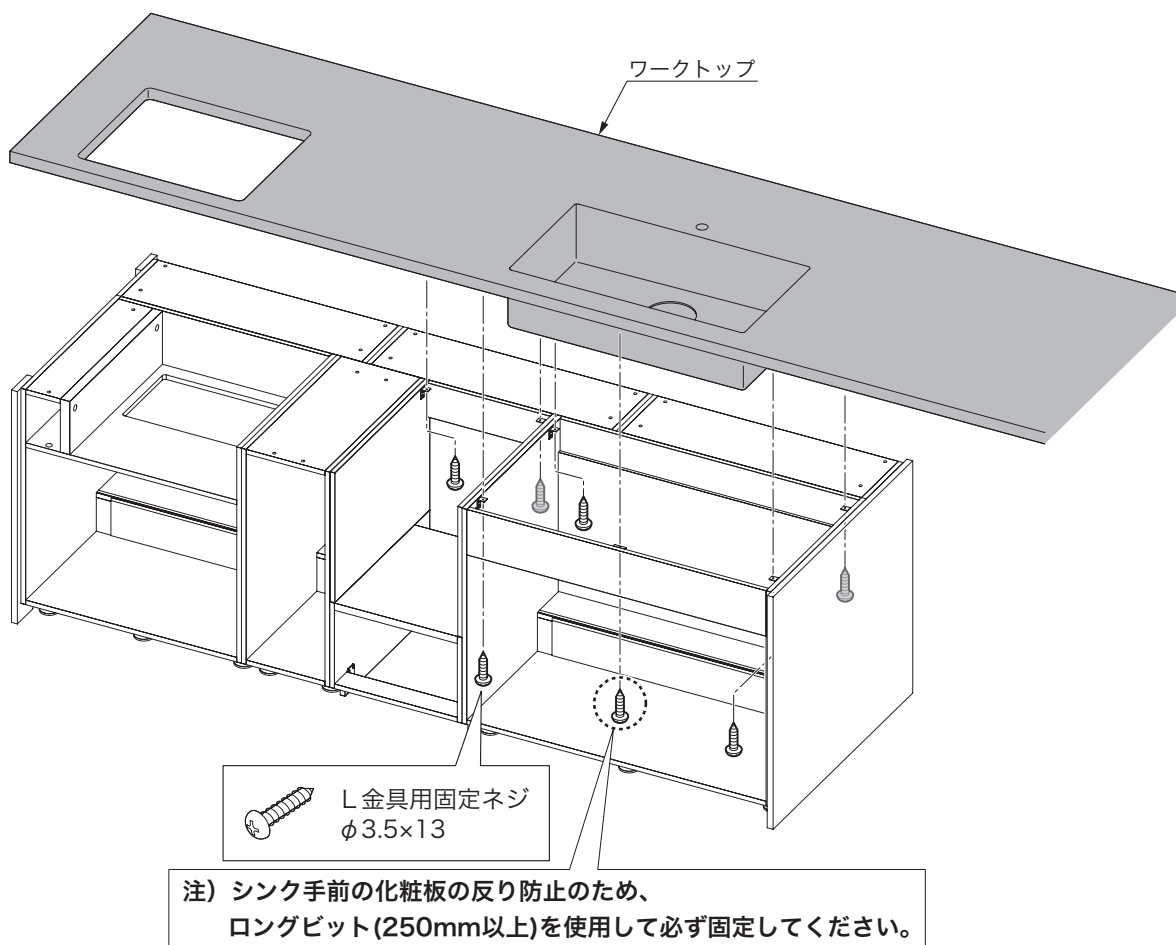 ワークトップ
L金具用固定ネジ
φ3.5×13
注）シンク手前の化粧板の反り防止のため、
ロングビット(250mm以上)を使用して必ず固定してください。